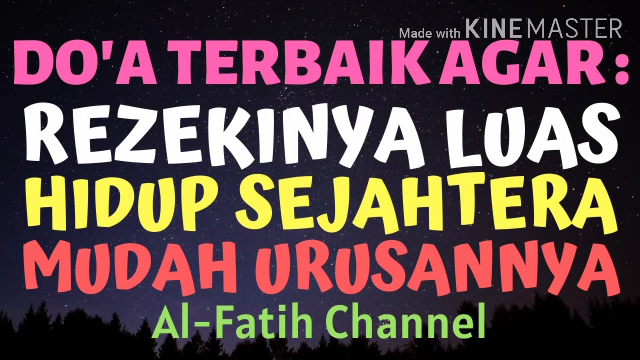 Made with KINEMASTER
DO'A TERBAIK AGAR :
REZEKINYA LUAS
HIDUP SEJAHTERA
MUDAH URUSANNYA
Al-Fatih Channel